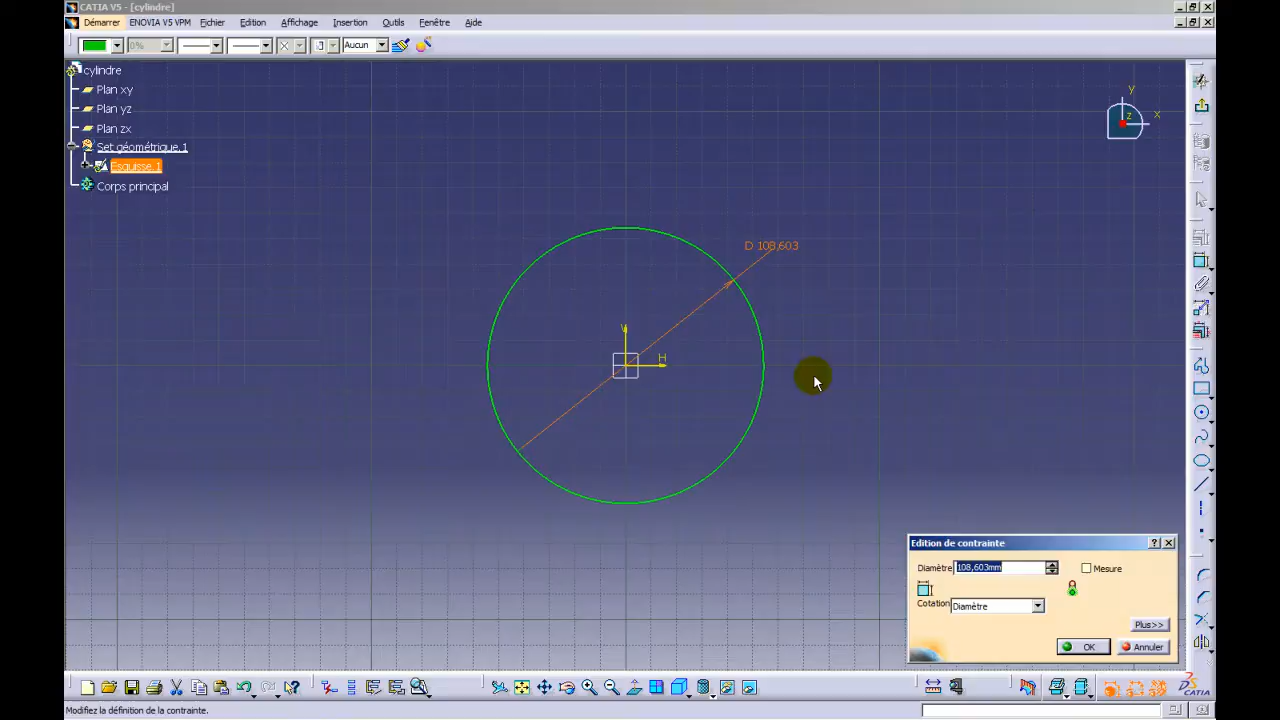 CATIA V5 - [cylindre]
Démarrer ENOVIA V5 VPM Fichier Edition Affichage Insertion Outils Fenêtre Aide
0% Aucun
cylindre
Plan xy
Plan yz
Plan zx
Set géométrique.1
Esquisse.1
Corps principal
y
x
z
D 108,603
V
H
Edition de contrainte
Diamètre 108,603mm Mesure
Cotation Diamètre
Plus>>
OK Annuler
CATIA
Modifiez la définition de la contrainte.